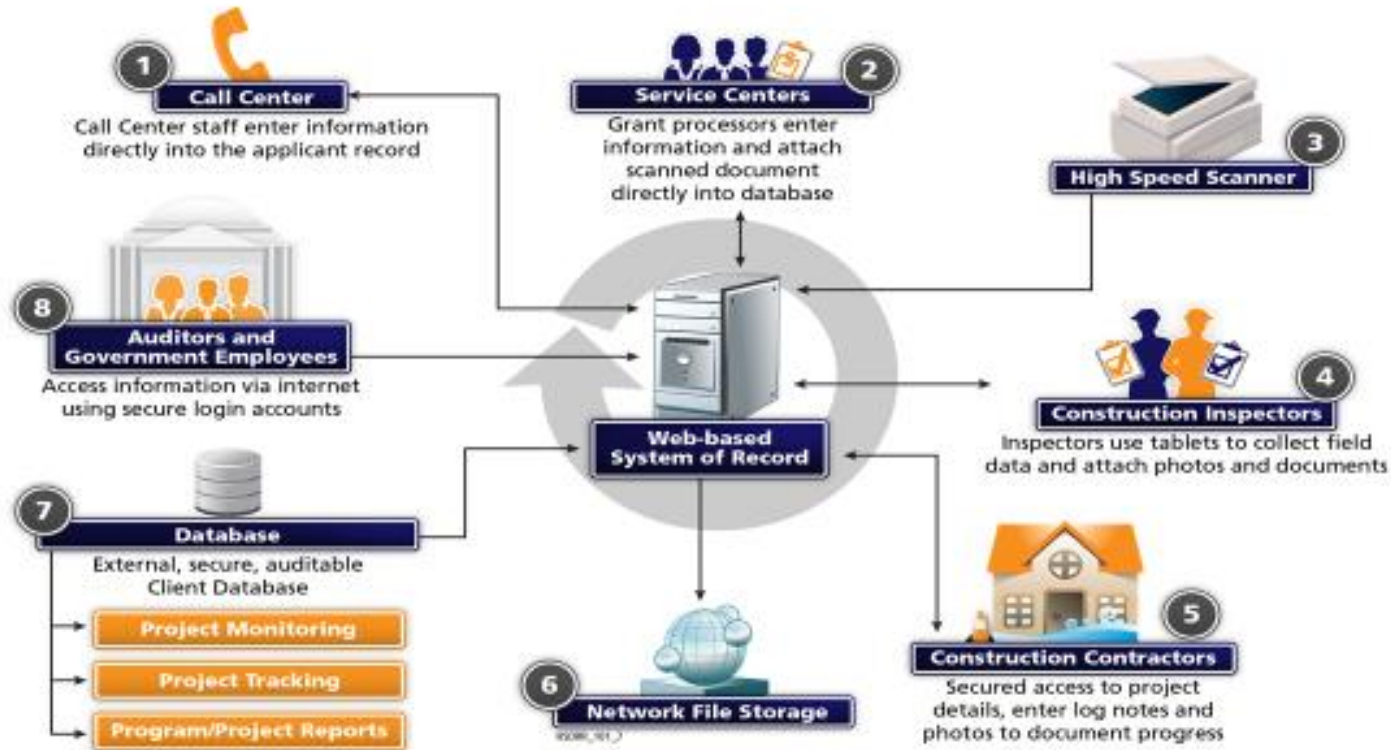 1
Call Center
Call Center staff enter information
directly into the applicant record
2
Service Centers
Grant processors enter
information and attach
scanned document
directly into database
3
High Speed Scanner
4
Construction Inspectors
Inspectors use tablets to collect field
data and attach photos and documents
5
Construction Contractors
Secured access to project
details, enter log notes and
photos to document progress
6
Network File Storage
7
Database
External, secure, auditable
Client Database
Project Monitoring
Project Tracking
Program/Project Reports
8
Auditors and
Government Employees
Access information via internet
using secure login accounts
Web-based
System of Record